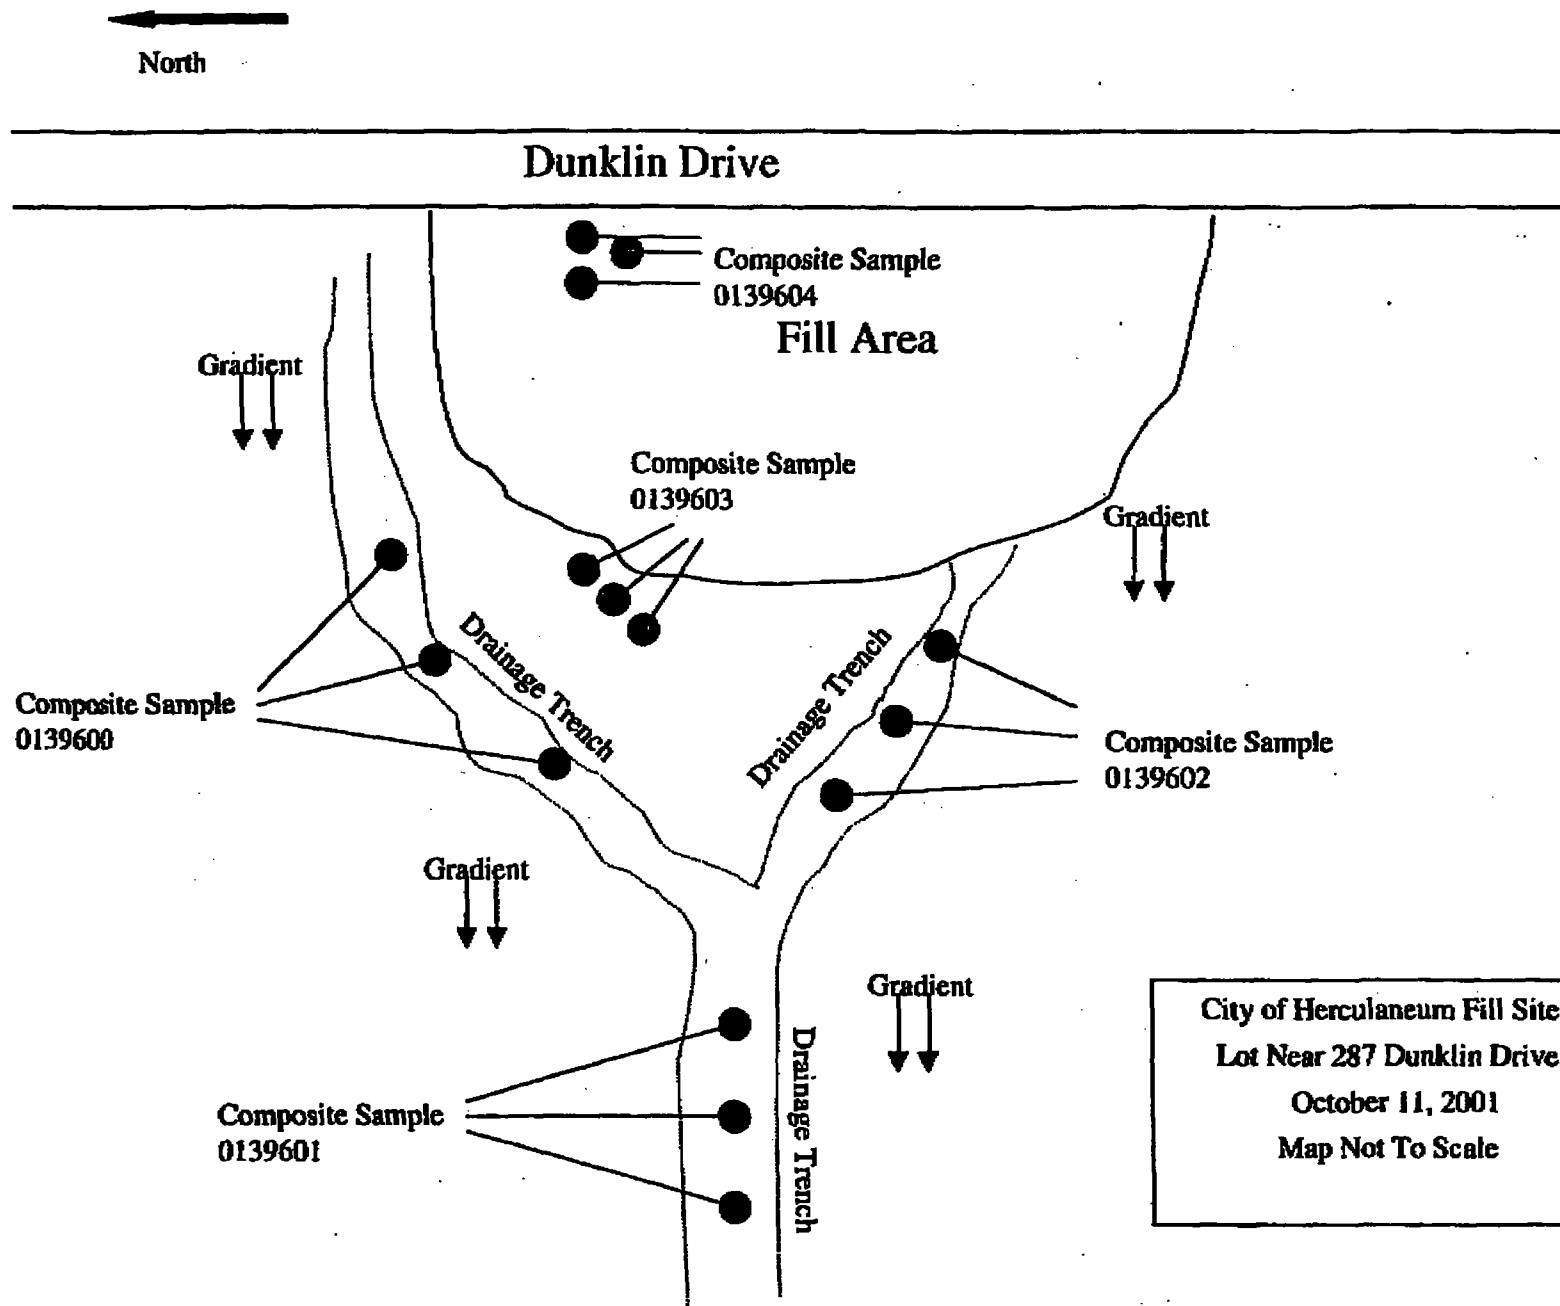 North
Dunklin Drive
Composite Sample
0139604
Fill Area
Gradient
Composite Sample
0139603
Gradient
Drainage Trench
Drainage Trench
Composite Sample
0139600
Composite Sample
0139602
Gradient
Gradient
Drainage Trench
Composite Sample
0139601
City of Herculaneum Fill Site
Lot Near 287 Dunklin Drive
October 11, 2001
Map Not To Scale